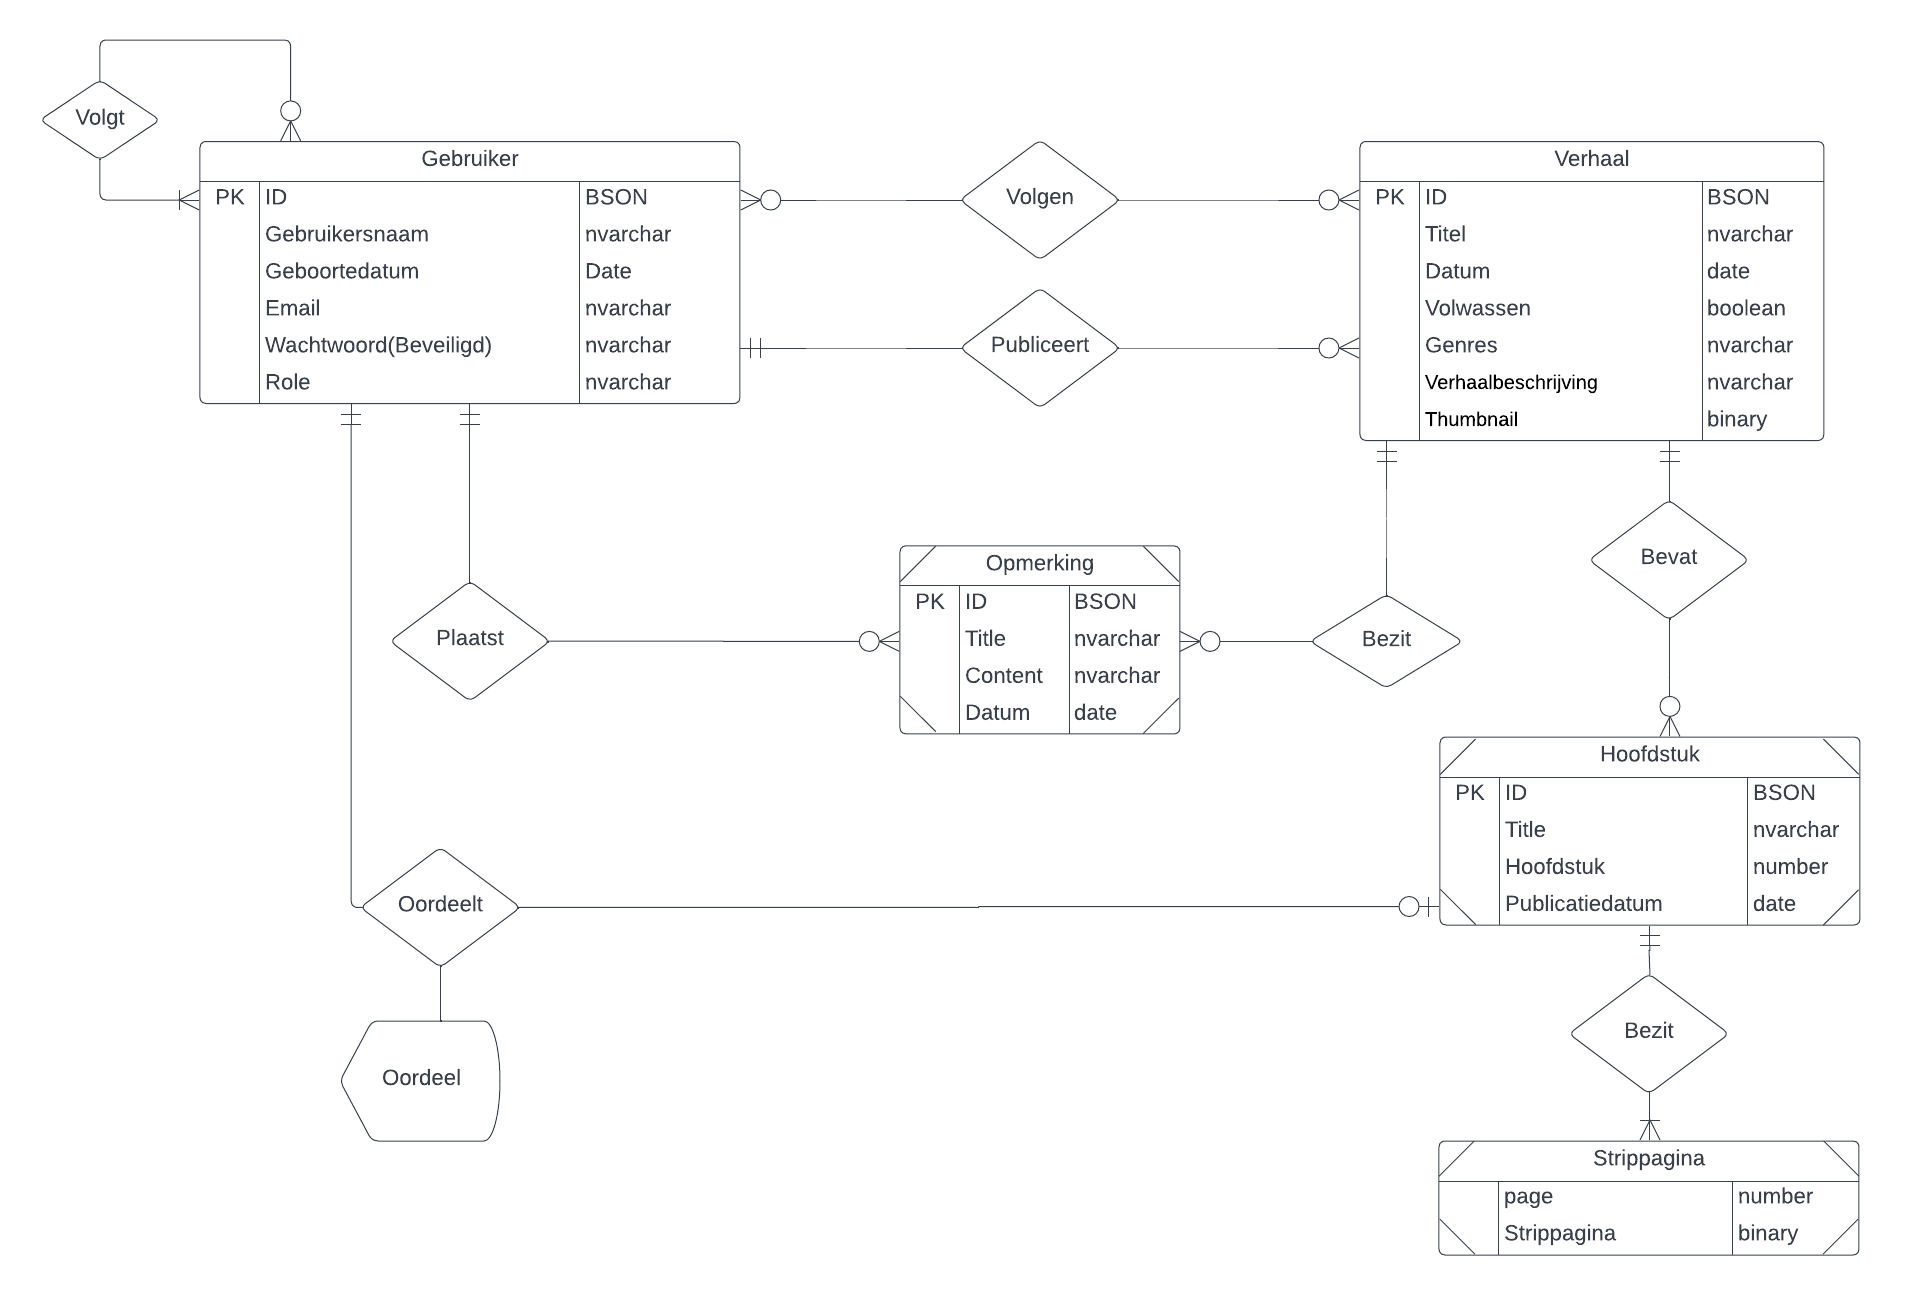 Volgt
Gebruiker
PK ID BSON
Gebruikersnaam nvarchar
Geboortedatum Date
Email nvarchar
Wachtwoord(Beveiligd) nvarchar
Role nvarchar
Volgen
Publiceert
Verhaal
PK ID BSON
Titel nvarchar
Datum date
Volwassen boolean
Genres nvarchar
Verhaalbeschrijving nvarchar
Thumbnail binary
Plaatst
Opmerking
PK ID BSON
Title nvarchar
Content nvarchar
Datum date
Bezit
Bevat
Hoofdstuk
PK ID BSON
Title nvarchar
Hoofdstuk number
Publicatiedatum date
Oordeelt
Oordeel
Bezit
Strippagina
page number
Strippagina binary